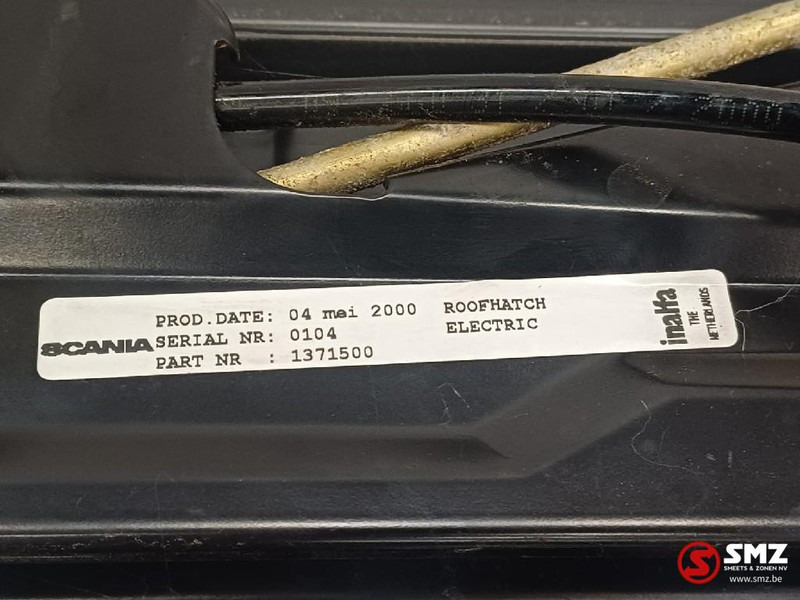 SCANIA
PROD.DATE: 04 mei 2000 ROOFHATCH
SERIAL NR: 0104 ELECTRIC
PART NR : 1371500
inalfa
THE
NETHERLANDS
SMZ
SMEETS & ZONEN NV
www.smz.be